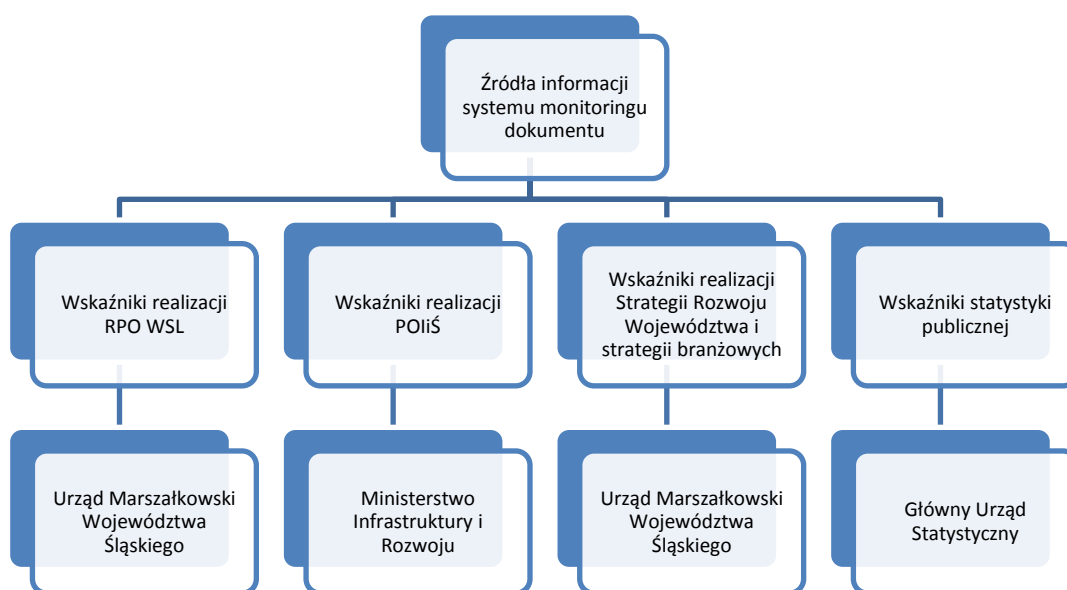 Źródła informacji
systemu monitoringu
dokumentu
Wskaźniki realizacji
RPO WSL
Wskaźniki realizacji
POIiŚ
Wskaźniki realizacji
Strategii Rozwoju
Województwa i
strategii branżowych
Wskaźniki statystyki
publicznej
Urząd Marszałkowski
Województwa
Śląskiego
Ministerstwo
Infrastruktury i
Rozwoju
Urząd Marszałkowski
Województwa
Śląskiego
Główny Urząd
Statystyczny